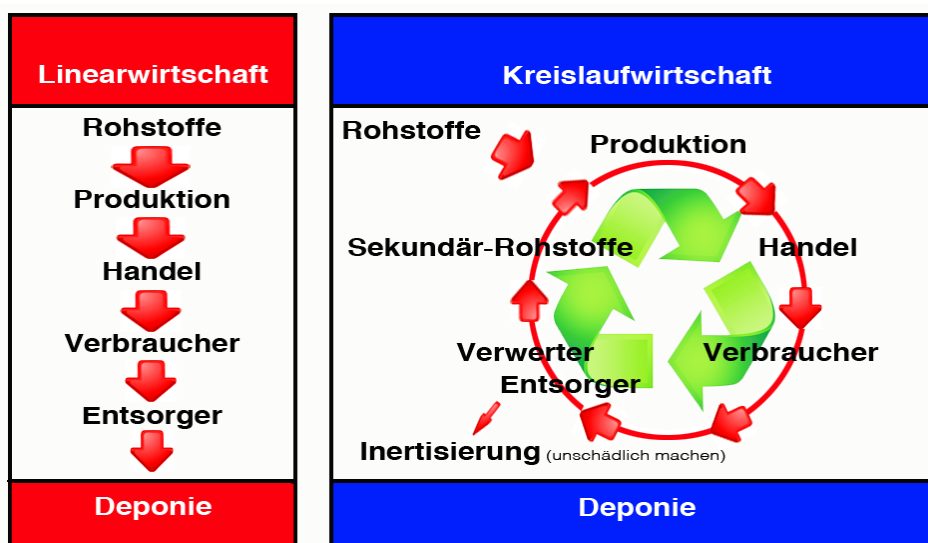 Linearwirtschaft
Rohstoffe
Produktion
Handel
Verbraucher
Entsorger
Deponie
Kreislaufwirtschaft
Rohstoffe
Produktion
Sekundär-Rohstoffe
Handel
Verwerter
Verbraucher
Entsorger
Inertisierung (unschädlich machen)
Deponie